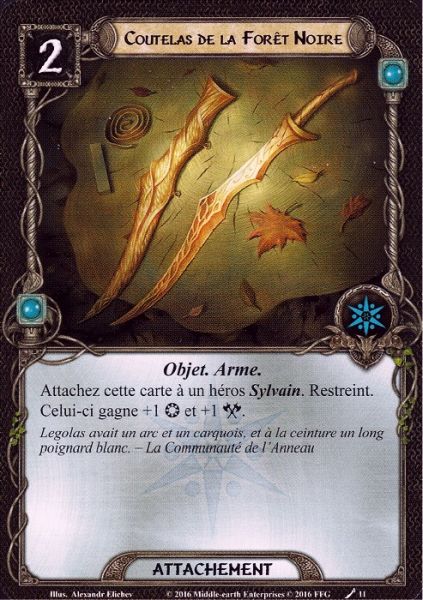 2
Coutelas de la Forêt Noire
Objet. Arme.
Attachez cette carte à un héros Sylvain. Restreint.
Celui-ci gagne +1 et +1 .
Legolas avait un arc et un carquois, et à la ceinture un long
poignard blanc. – La Communauté de l'Anneau
ATTACHEMENT
Illus. Alexandr Elichev © 2016 Middle-earth Enterprises © 2016 FFG 11